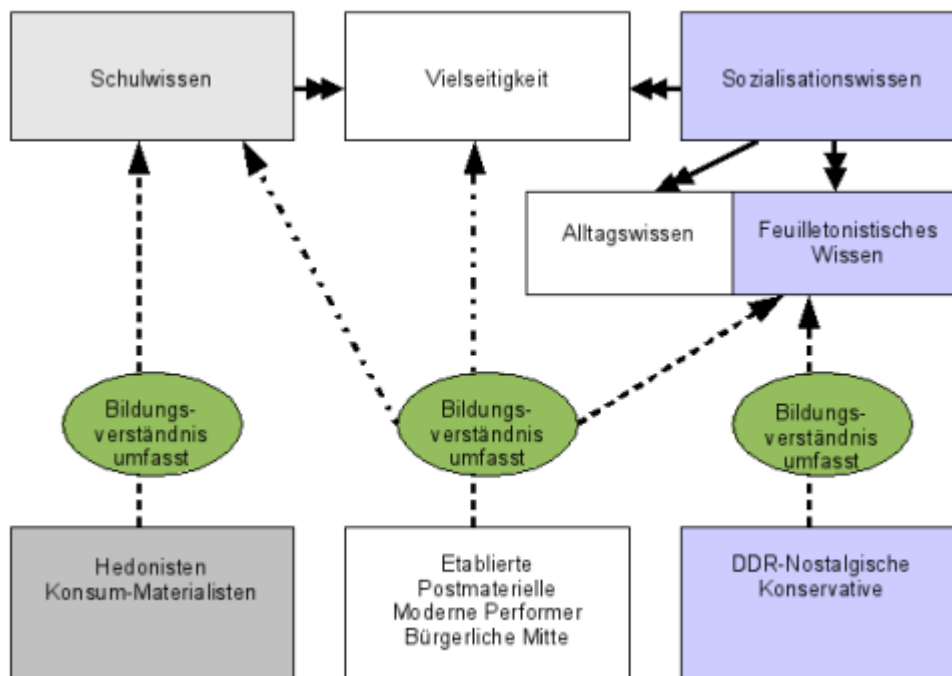 Schulwissen
Vielseitigkeit
Sozialisationswissen
Alltagswissen
Feuilletonistisches
Wissen
Bildungs-
verständnis
umfasst
Bildungs-
verständnis
umfasst
Bildungs-
verständnis
umfasst
Hedonisten
Konsum-Materialisten
Etablierte
Postmaterielle
Moderne Performer
Bürgerliche Mitte
DDR-Nostalgische
Konservative